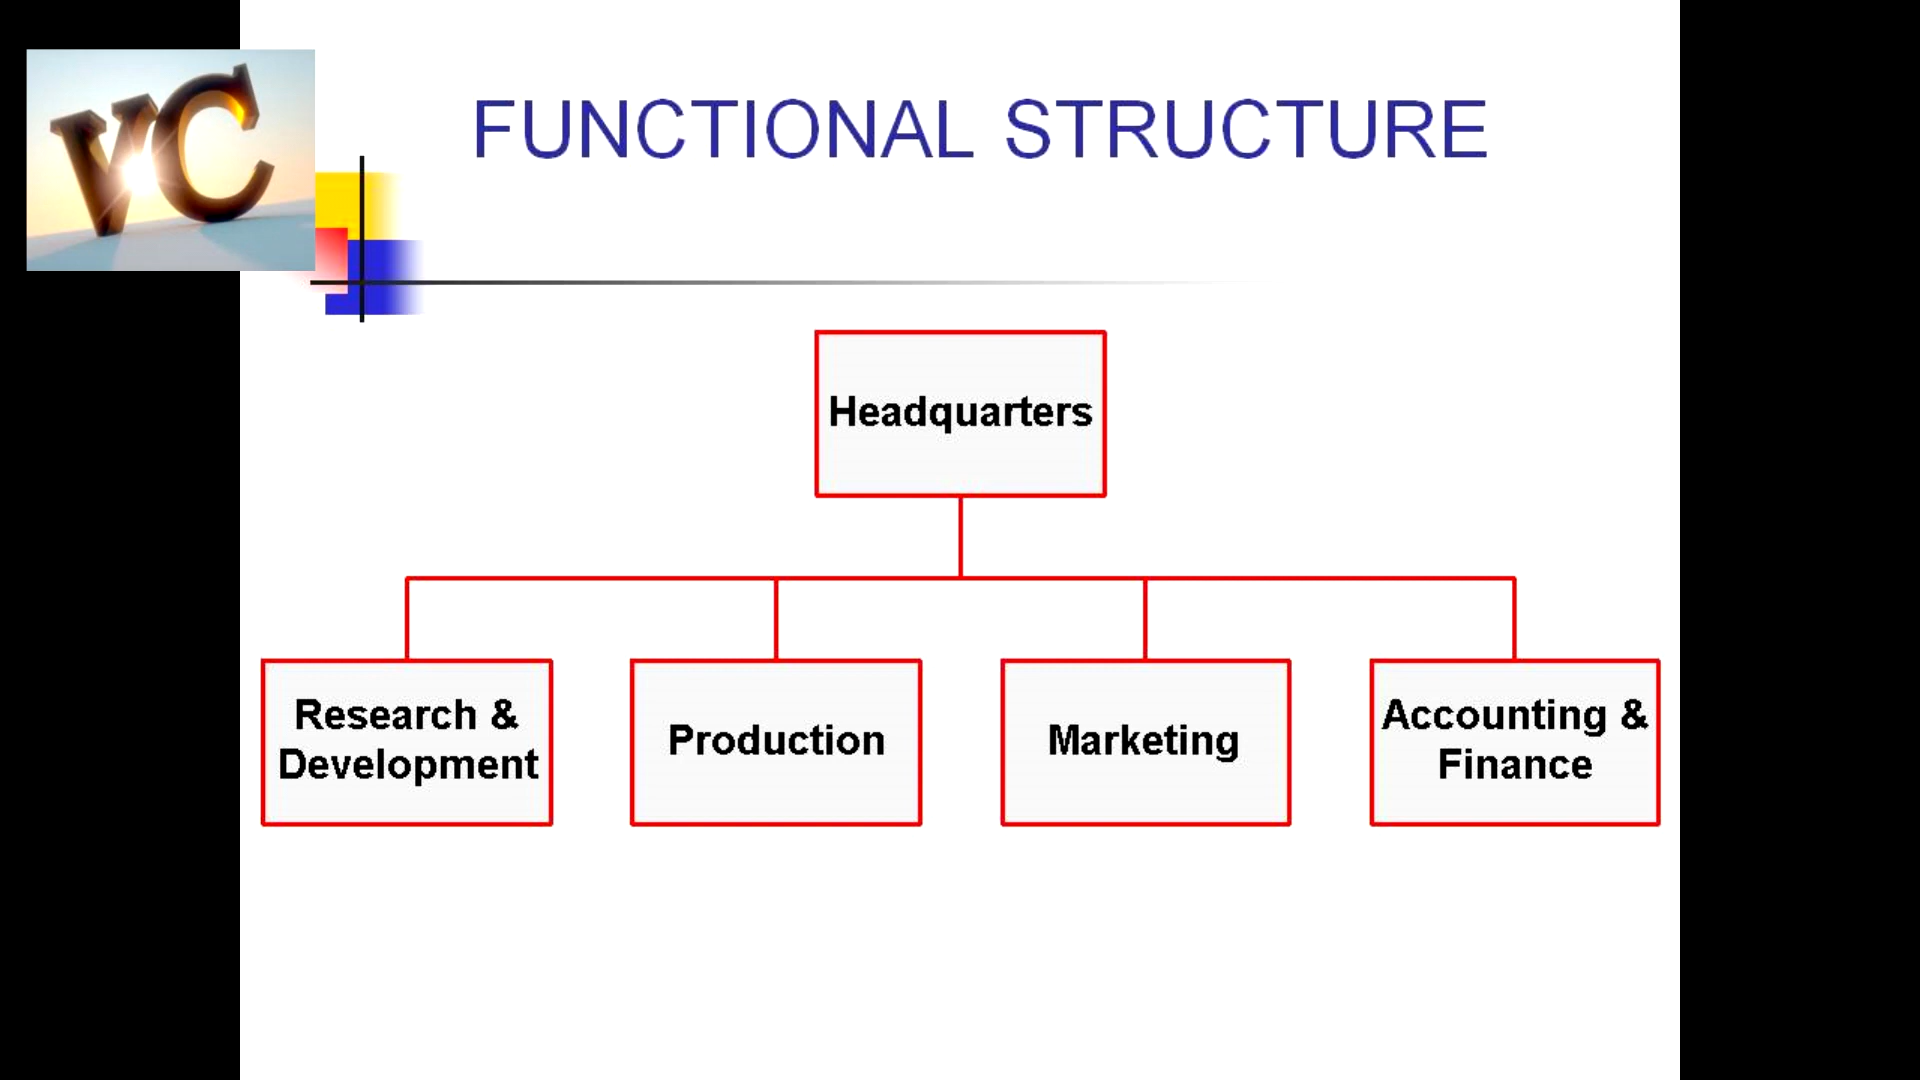 VC
FUNCTIONAL STRUCTURE
Headquarters
Research &
Development
Production
Marketing
Accounting &
Finance